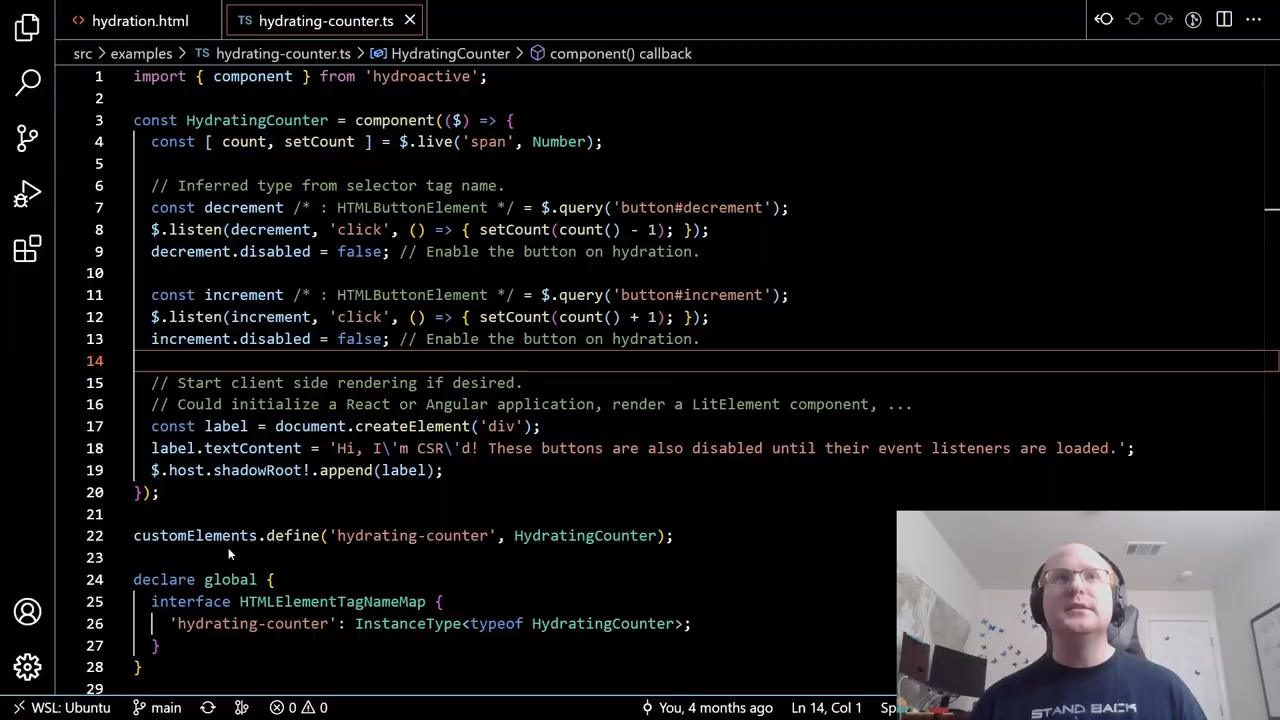 hydration.html
TS hydrating-counter.ts
src > examples > TS hydrating-counter.ts > HydratingCounter > component() callback
1 import { component } from 'hydroactive';
2
3 const HydratingCounter = component(($) => {
4 const [ count, setCount ] = $.live('span', Number);
5
6 // Inferred type from selector tag name.
7 const decrement /* : HTMLButtonElement */ = $.query('button#decrement');
8 $.listen(decrement, 'click', () => { setCount(count() - 1); });
9 decrement.disabled = false; // Enable the button on hydration.
10
11 const increment /* : HTMLButtonElement */ = $.query('button#increment');
12 $.listen(increment, 'click', () => { setCount(count() + 1); });
13 increment.disabled = false; // Enable the button on hydration.
14
15 // Start client side rendering if desired.
16 // Could initialize a React or Angular application, render a LitElement component, ...
17 const label = document.createElement('div');
18 label.textContent = 'Hi, I\'m CSR\'d! These buttons are also disabled until their event listeners are loaded.';
19 $.host.shadowRoot!.append(label);
20 });
21
22 customElements.define('hydrating-counter', HydratingCounter);
23
24 declare global {
25 interface HTMLElementTagNameMap {
26 'hydrating-counter': InstanceType<typeof HydratingCounter>;
27 }
28 }
29
WSL: Ubuntu
main
0
0
You, 4 months ago
Ln 14, Col 1
STAND BACK